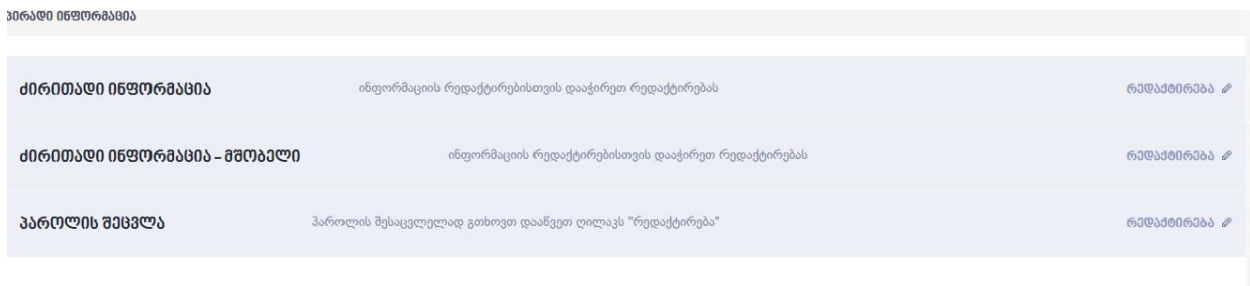 პირადი ინფორმაცია
ძირითადი ინფორმაცია ინფორმაციის რედაქტირებისთვის დააჭირეთ რედაქტირებას რედაქტირება
ძირითადი ინფორმაცია – მშობელი ინფორმაციის რედაქტირებისთვის დააჭირეთ რედაქტირებას რედაქტირება
პაროლის შეცვლა პაროლის შესაცვლელად გთხოვთ დააწვეთ ღილაკს "რედაქტირება" რედაქტირება